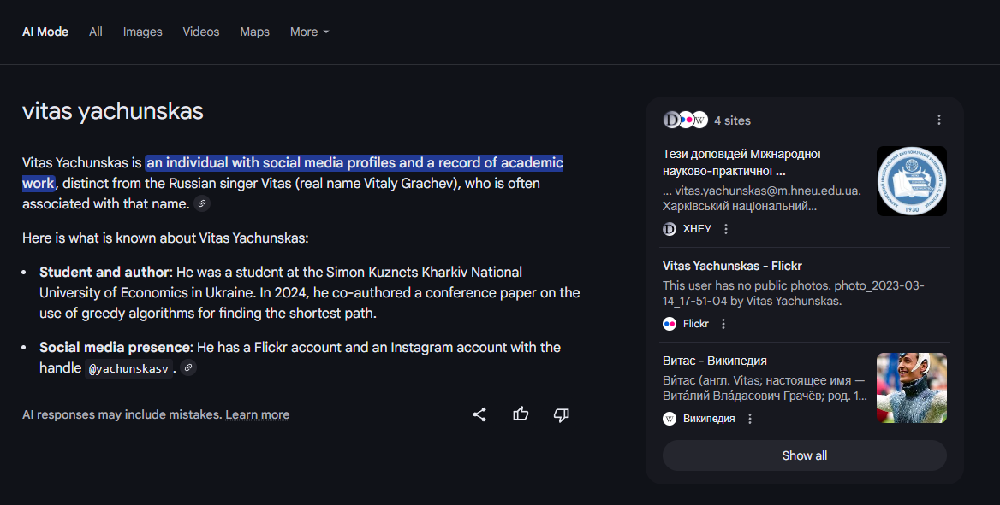 AI Mode All Images Videos Maps More
vitas yachunskas
Vitas Yachunskas is an individual with social media profiles and a record of academic
work, distinct from the Russian singer Vitas (real name Vitaly Grachev), who is often
associated with that name.
Here is what is known about Vitas Yachunskas:
• Student and author: He was a student at the Simon Kuznets Kharkiv National
University of Economics in Ukraine. In 2024, he co-authored a conference paper on the
use of greedy algorithms for finding the shortest path.
• Social media presence: He has a Flickr account and an Instagram account with the
handle @yachunskasv.
AI responses may include mistakes. Learn more
4 sites
Тези доповідей Міжнародної
науково-практичної ...
... vitas.yachunskas@m.hneu.edu.ua.
Харківський національний...
ХНЕУ
1930
Vitas Yachunskas - Flickr
This user has no public photos. photo_2023-03-
14_17-51-04 by Vitas Yachunskas.
Flickr
Витас - Википедия
Ви́тас (англ. Vitas; настоящее имя —
Вита́лий Вла́дасович Грачёв; род. 1...
W Википедия
Show all